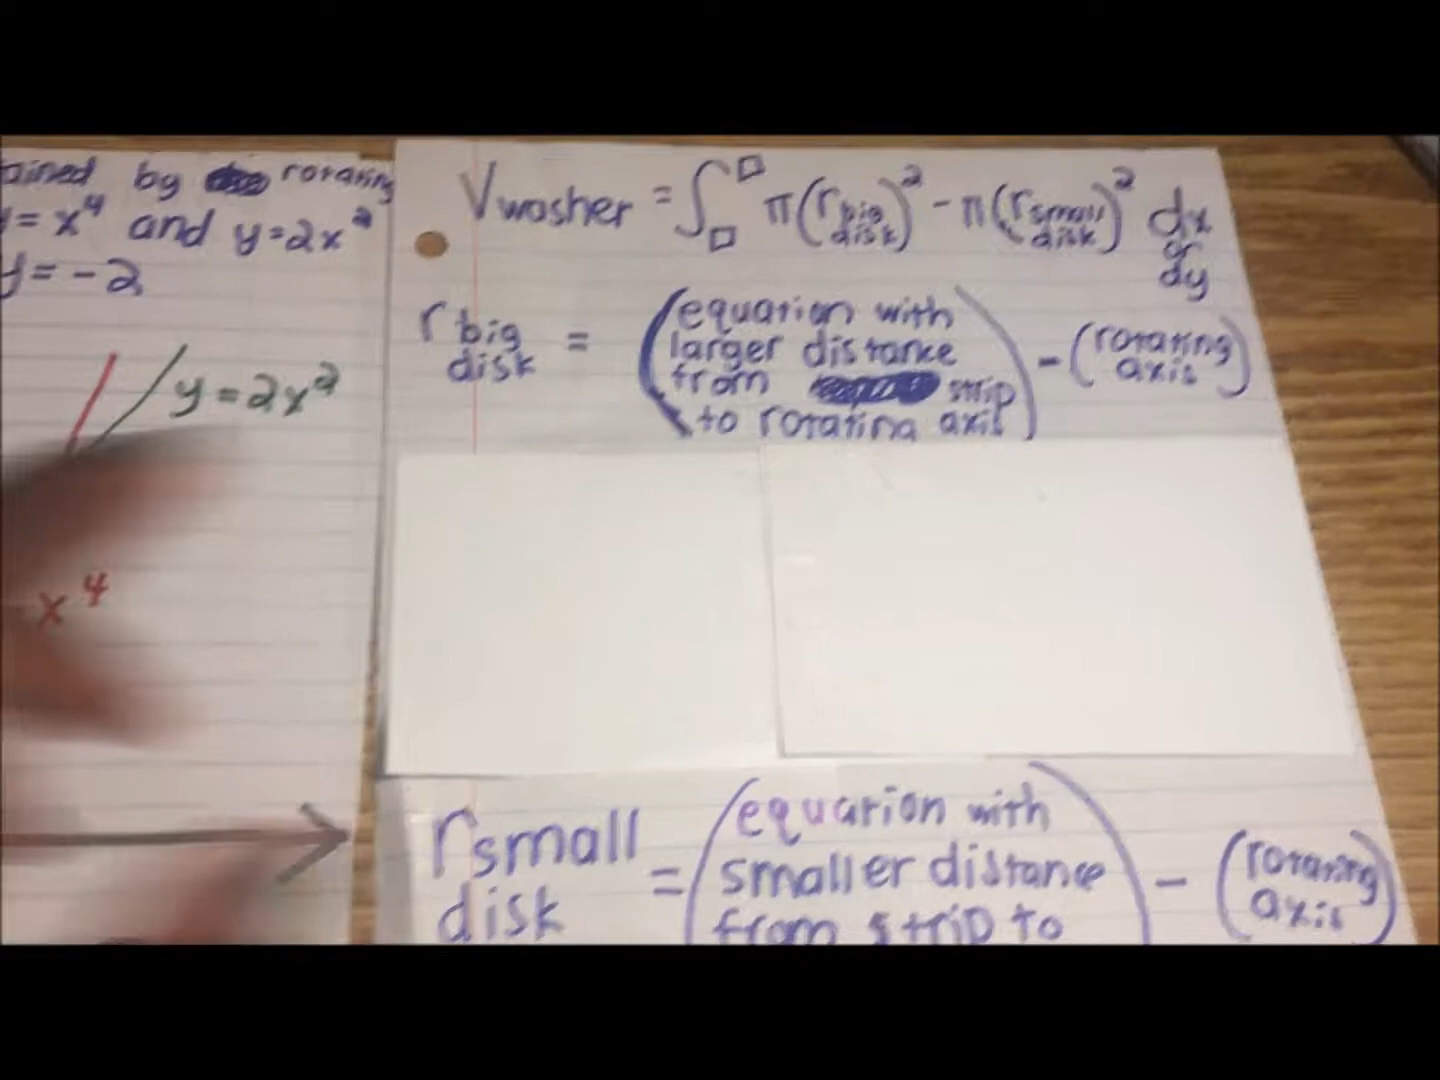 ained by rotating
y = x⁴ and y=2x²
y = -2
y = 2x²
x⁴
Vwasher = ∫ π(r big disk)² - π(r small disk)² dx
or
dy
r big disk = (equation with
larger distance
from strip
to rotating axis) - (rotating
axis)
rsmall disk = (equation with
smaller distance
from strip to - (rotating
axis)